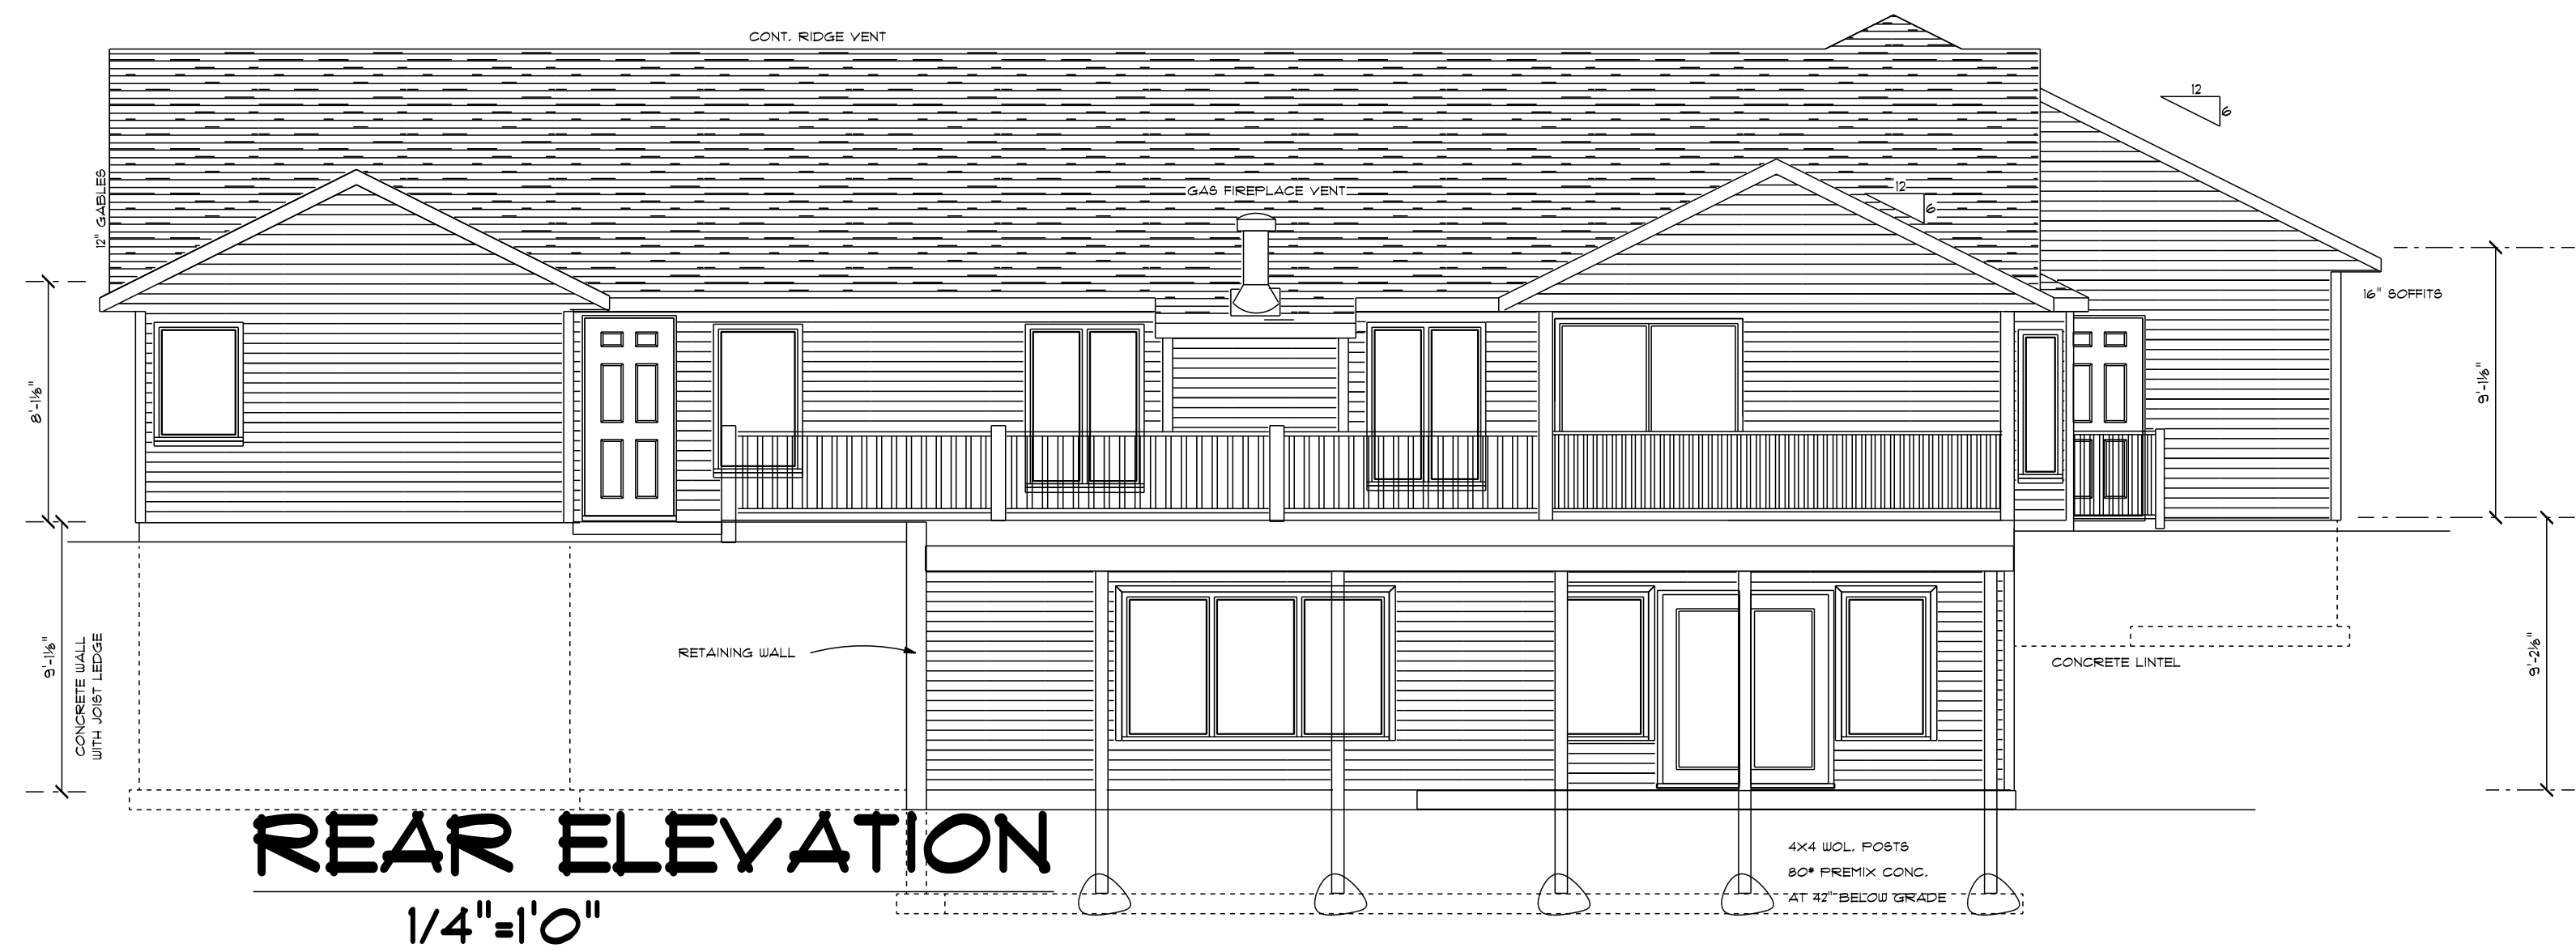 CONT. RIDGE VENT
12
6
12" GABLES
GAS FIREPLACE VENT
12
6
16" SOFFITS
8'-1⅛"
9'-1⅛"
RETAINING WALL
9'-1⅛"
CONCRETE WALL
WITH JOIST LEDGE
CONCRETE LINTEL
9'-2⅛"
REAR ELEVATION
1/4"=1'0"
4X4 WOL. POSTS
80# PREMIX CONC.
AT 42" BELOW GRADE